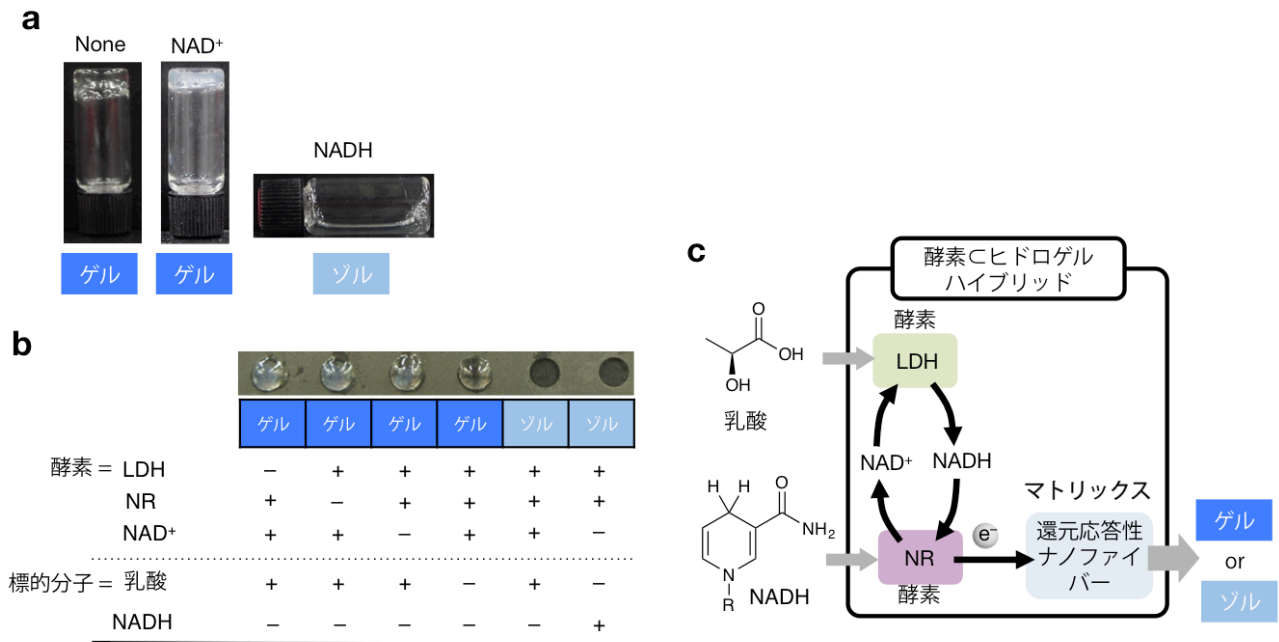 a
None
NAD⁺
NADH
ゲル
ゲル
ゾル
b
ゲル
ゲル
ゲル
ゲル
ゾル
ゾル
酵素 = LDH − + + + + +
NR + − + + + +
NAD⁺ + + − + + −
標的分子 = 乳酸 + + + − + −
NADH − − − − − +
c
酵素⊂ヒドロゲル
ハイブリッド
酵素
LDH
O
OH
OH
乳酸
NAD⁺
NADH
H H
O
NH₂
N
R
NADH
NR
酵素
e⁻
マトリックス
還元応答性
ナノファイ
バー
ゲル
or
ゾル